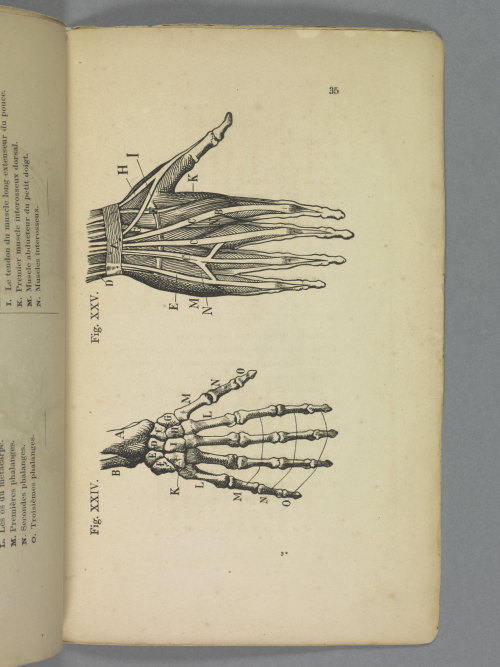 I. Le tendon du muscle long extenseur du pouce.
K. Premier muscle interosseux dorsal.
M. Muscle abducteur du petit doigt.
N. Muscles interosseux.
L. Les os du métacarpe.
M. Premières phalanges.
N. Secondes phalanges.
O. Troisièmes phalanges.
35
H I
K
D
E
M
N
Fig. XXV.
A
B
G
K
L
L
M
N
O
M
N
O
Fig. XXIV.